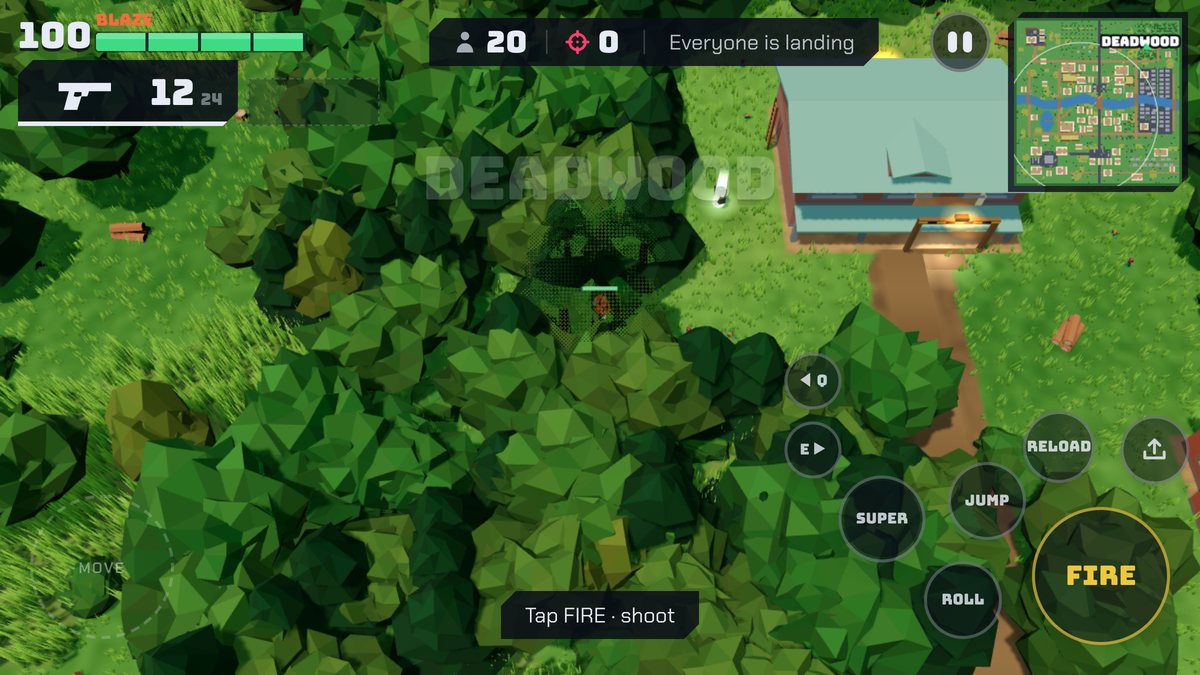 BLAZE
100
20
0
Everyone is landing
DEADWOOD
12 24
DEADWOOD
Q
E
RELOAD
JUMP
SUPER
FIRE
MOVE
ROLL
Tap FIRE · shoot